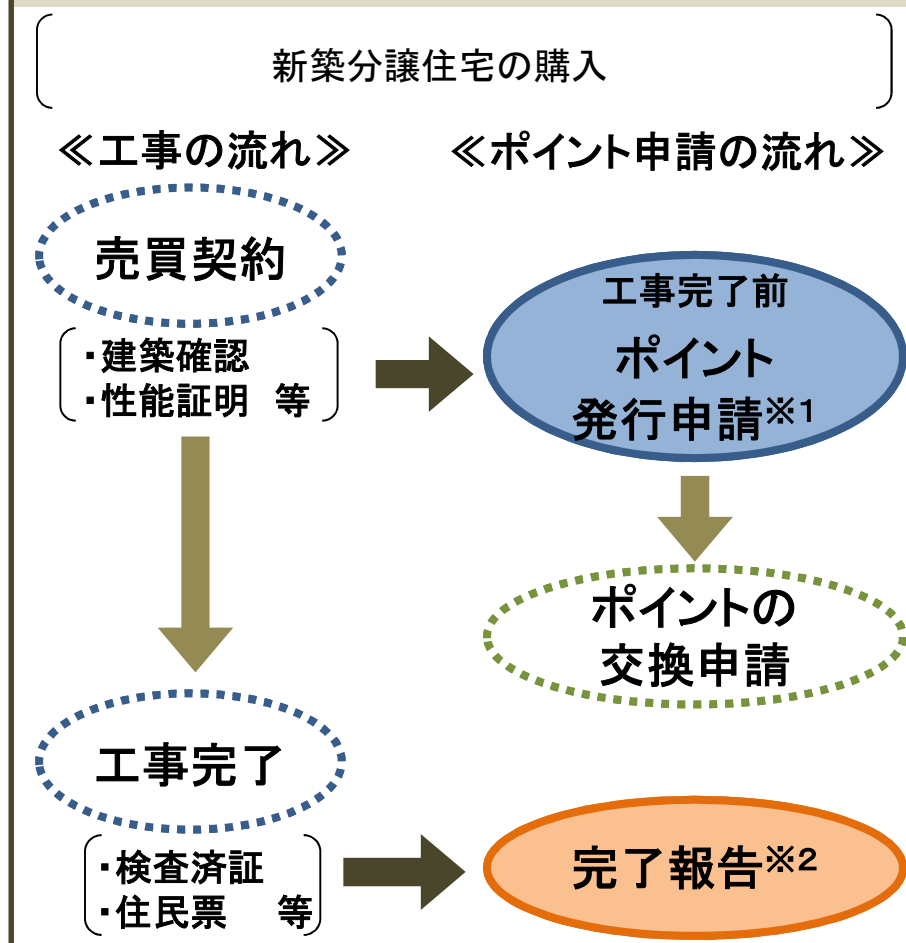 新築分譲住宅の購入
≪工事の流れ≫
≪ポイント申請の流れ≫
売買契約
・建築確認
・性能証明 等
工事完了前
ポイント
発行申請※1
ポイントの
交換申請
工事完了
・検査済証
・住民票 等
完了報告※2